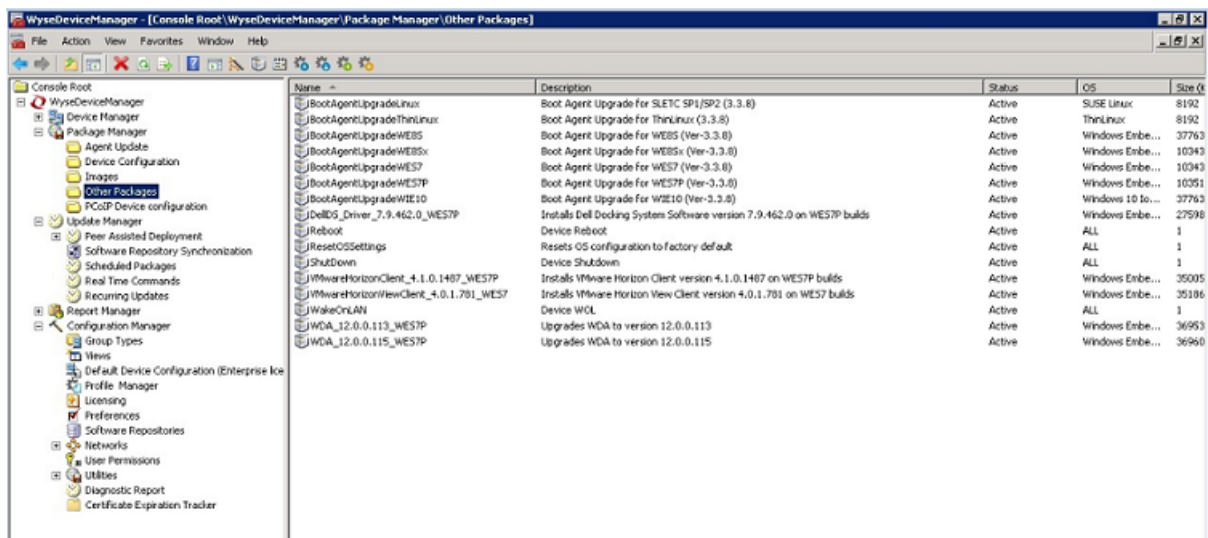 WyseDeviceManager - [Console Root\WyseDeviceManager\Package Manager\Other Packages]
File Action View Favorites Window Help
Console Root
WyseDeviceManager
Device Manager
Package Manager
Agent Update
Device Configuration
Images
Other Packages
PCoIP Device configuration
Update Manager
Peer Assisted Deployment
Software Repository Synchronization
Scheduled Packages
Real Time Commands
Recurring Updates
Report Manager
Configuration Manager
Group Types
Views
Default Device Configuration (Enterprise lice
Profile Manager
Licensing
Preferences
Software Repositories
Networks
User Permissions
Utilities
Diagnostic Report
Certificate Expiration Tracker
Name Description Status OS Size (K
BootAgentUpgradeLinux Boot Agent Upgrade for SLETC SP1/SP2 (3.3.8) Active SUSE Linux 8192
BootAgentUpgradeThinLinux Boot Agent Upgrade for ThinLinux (3.3.8) Active ThinLinux 8192
BootAgentUpgradeWE8S Boot Agent Upgrade for WE8S (Ver-3.3.8) Active Windows Embe... 37763
BootAgentUpgradeWE8Sx Boot Agent Upgrade for WE8Sx (Ver-3.3.8) Active Windows Embe... 10343
BootAgentUpgradeWES7 Boot Agent Upgrade for WES7 (Ver-3.3.8) Active Windows Embe... 10343
BootAgentUpgradeWES7P Boot Agent Upgrade for WES7P (Ver-3.3.8) Active Windows Embe... 10351
BootAgentUpgradeWIE10 Boot Agent Upgrade for WIE10 (Ver-3.3.8) Active Windows 10 Io... 37763
DellDS_Driver_7.9.462.0_WES7P Installs Dell Docking System Software version 7.9.462.0 on WES7P builds Active Windows Embe... 27598
Reboot Device Reboot Active ALL 1
ResetOSSettings Resets OS configuration to factory default Active ALL 1
ShutDown Device Shutdown Active ALL 1
VMwareHorizonClient_4.1.0.1487_WES7P Installs VMware Horizon Client version 4.1.0.1487 on WES7P builds Active Windows Embe... 35005
VMwareHorizonViewClient_4.0.1.781_WES7 Installs VMware Horizon View Client version 4.0.1.781 on WES7 builds Active Windows Embe... 35186
WakeOnLAN Device WOL Active ALL 1
WDA_12.0.0.113_WES7P Upgrades WDA to version 12.0.0.113 Active Windows Embe... 36953
WDA_12.0.0.115_WES7P Upgrades WDA to version 12.0.0.115 Active Windows Embe... 36960